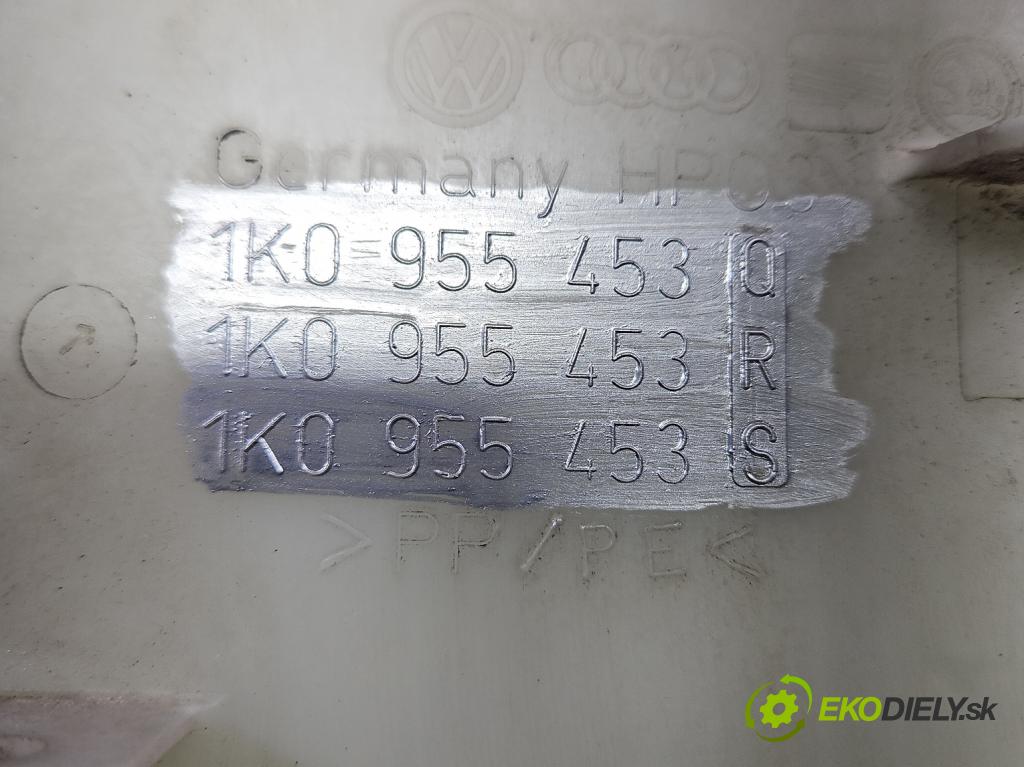 Germany
1K0 955 453 Q
1K0 955 453 R
1K0 955 453 S
>PP/PE<
EKODIELY.sk